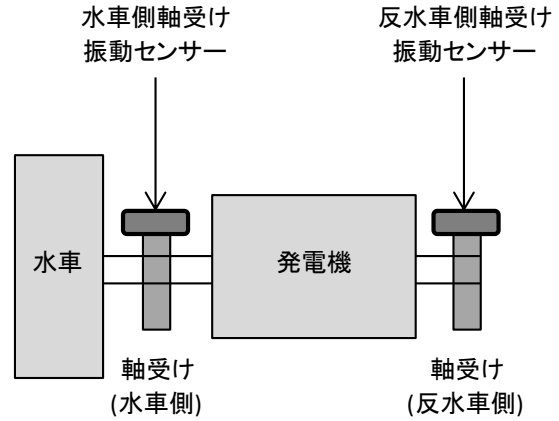 水車側軸受け
振動センサー
反水車側軸受け
振動センサー
水車
発電機
軸受け
(水車側)
軸受け
(反水車側)